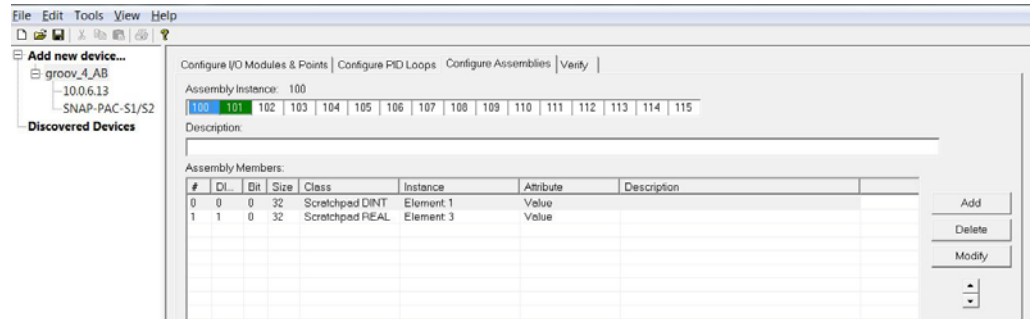 File Edit Tools View Help
Add new device...
groov_4_AB
10.0.6.13
SNAP-PAC-S1/S2
Discovered Devices
Configure I/O Modules & Points Configure PID Loops Configure Assemblies Verify
Assembly Instance: 100
100 101 102 103 104 105 106 107 108 109 110 111 112 113 114 115
Description:
Assembly Members:
# DI... Bit Size Class Instance Attribute Description
0 0 0 32 Scratchpad DINT Element 1 Value
1 1 0 32 Scratchpad REAL Element 3 Value
Add
Delete
Modify